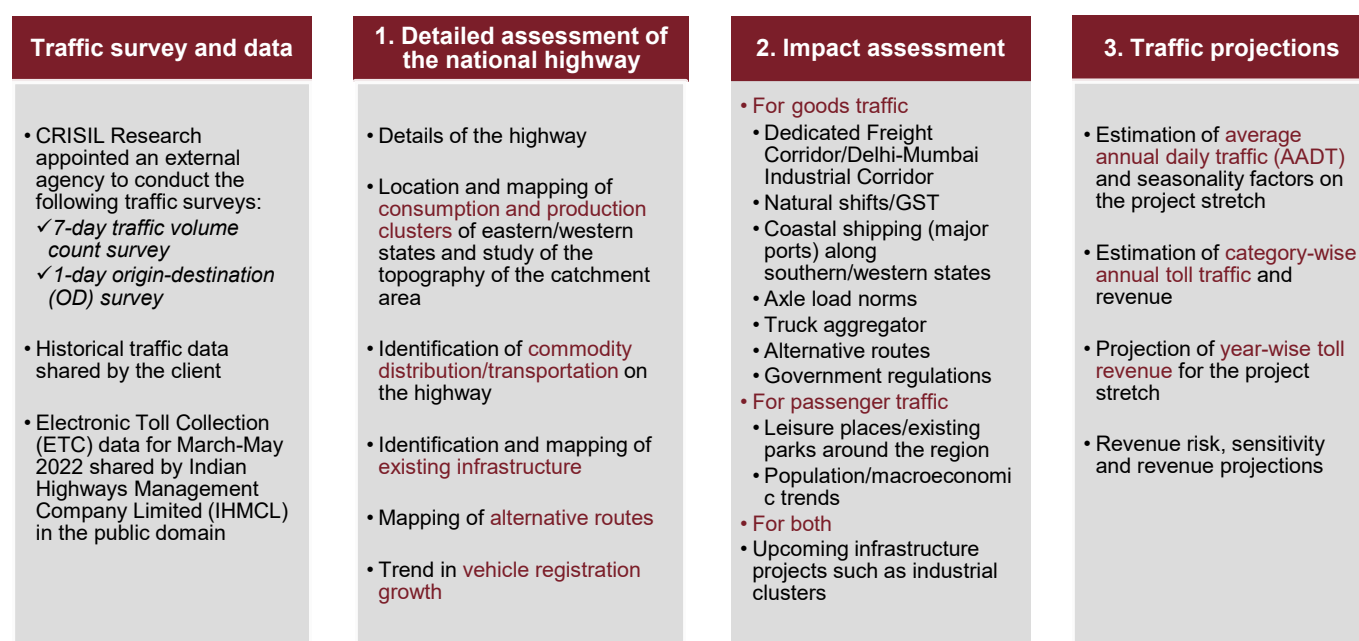 Traffic survey and data
• CRISIL Research
appointed an external
agency to conduct the
following traffic surveys:
✓7-day traffic volume
count survey
✓1-day origin-destination
(OD) survey
• Historical traffic data
shared by the client
• Electronic Toll Collection
(ETC) data for March-May
2022 shared by Indian
Highways Management
Company Limited (IHMCL)
in the public domain
1. Detailed assessment of
the national highway
• Details of the highway
• Location and mapping of
consumption and production
clusters of eastern/western
states and study of the
topography of the catchment
area
• Identification of commodity
distribution/transportation on
the highway
• Identification and mapping of
existing infrastructure
• Mapping of alternative routes
• Trend in vehicle registration
growth
2. Impact assessment
• For goods traffic
• Dedicated Freight
Corridor/Delhi-Mumbai
Industrial Corridor
• Natural shifts/GST
• Coastal shipping (major
ports) along
southern/western states
• Axle load norms
• Truck aggregator
• Alternative routes
• Government regulations
• For passenger traffic
• Leisure places/existing
parks around the region
• Population/macroeconomi
c trends
• For both
• Upcoming infrastructure
projects such as industrial
clusters
3. Traffic projections
• Estimation of average
annual daily traffic (AADT)
and seasonality factors on
the project stretch
• Estimation of category-wise
annual toll traffic and
revenue
• Projection of year-wise toll
revenue for the project
stretch
• Revenue risk, sensitivity
and revenue projections